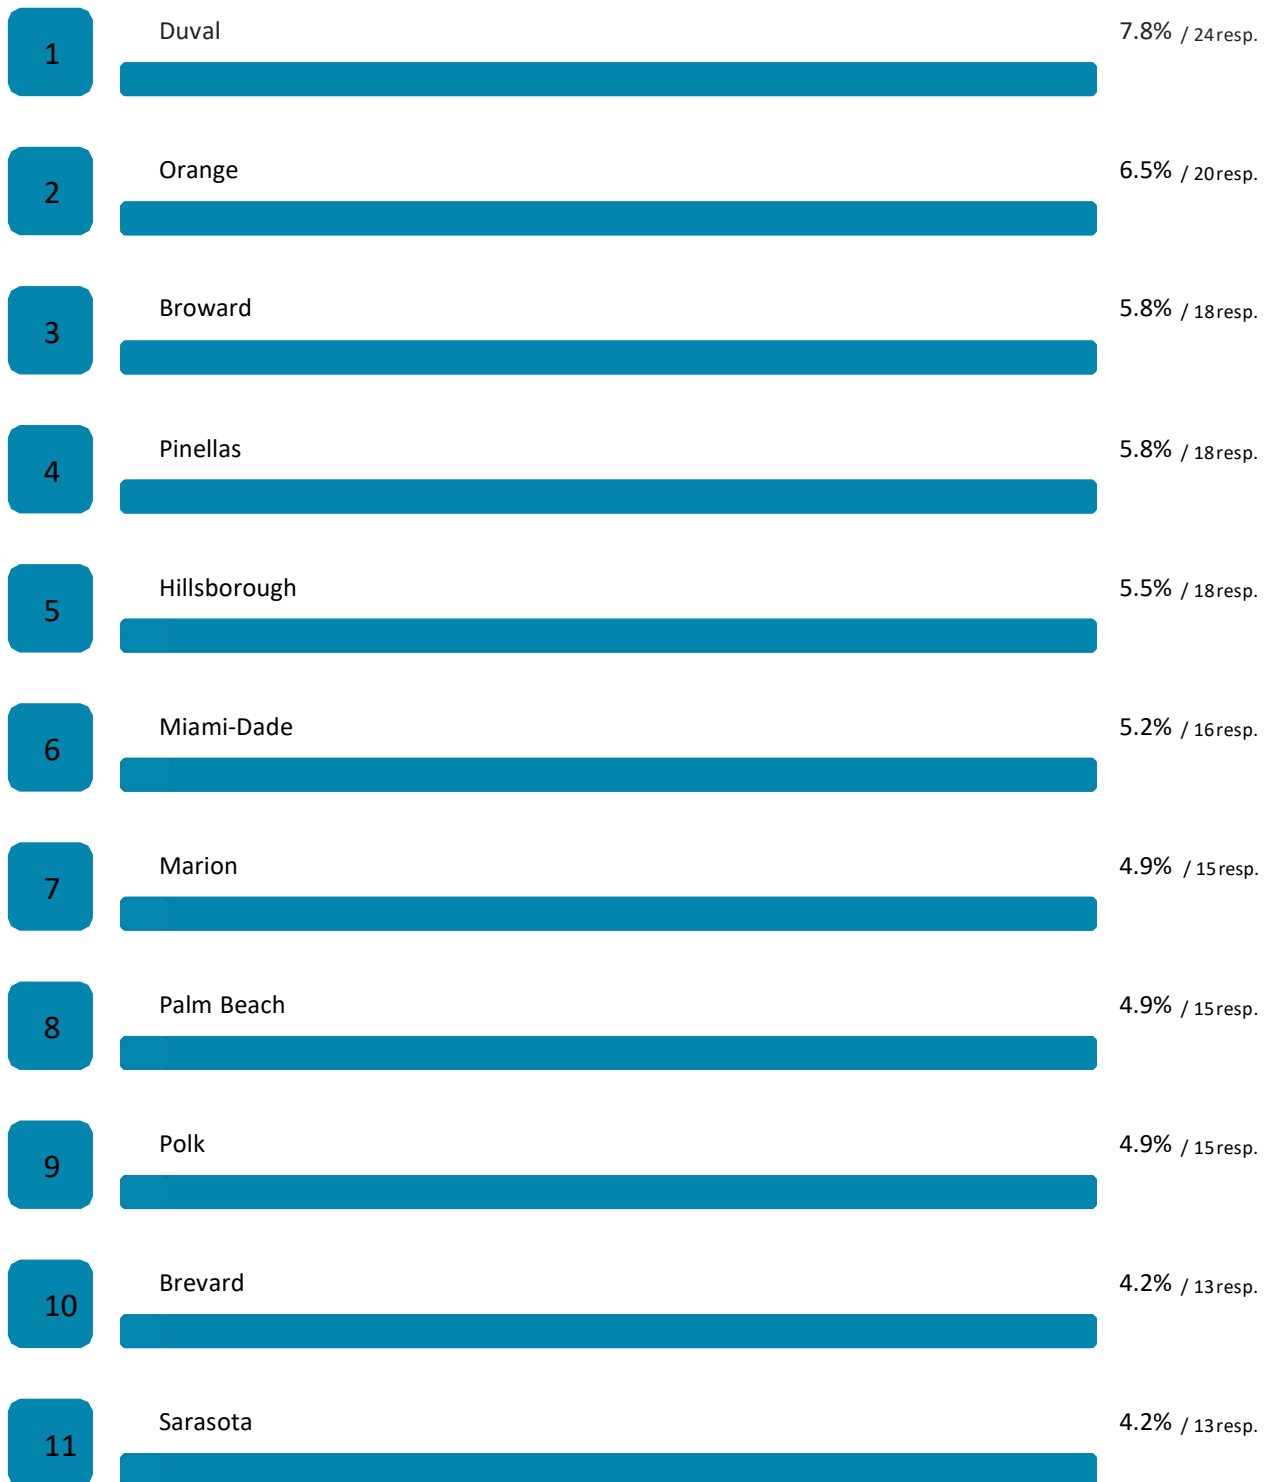 1 Duval 7.8% / 24 resp.
2 Orange 6.5% / 20 resp.
3 Broward 5.8% / 18 resp.
4 Pinellas 5.8% / 18 resp.
5 Hillsborough 5.5% / 18 resp.
6 Miami-Dade 5.2% / 16 resp.
7 Marion 4.9% / 15 resp.
8 Palm Beach 4.9% / 15 resp.
9 Polk 4.9% / 15 resp.
10 Brevard 4.2% / 13 resp.
11 Sarasota 4.2% / 13 resp.